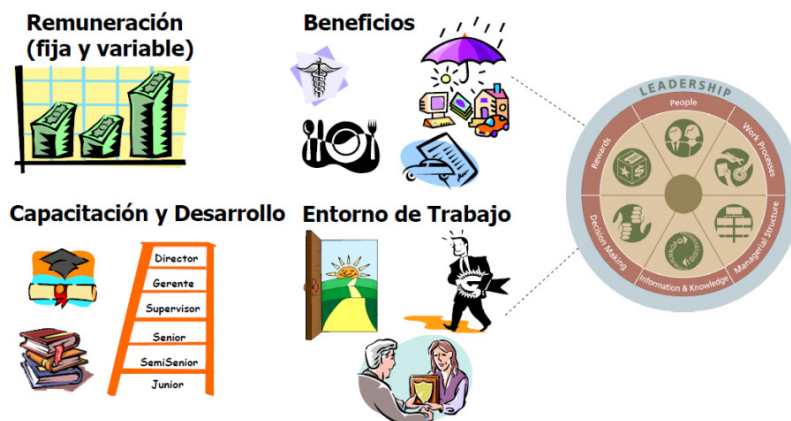 Remuneración
(fija y variable)
Beneficios
Capacitación y Desarrollo
Director
Gerente
Supervisor
Senior
SemiSenior
Junior
Entorno de Trabajo
LEADERSHIP
People
Work Processes
Managerial Structure
Information & Knowledge
Decision Making
Rewards